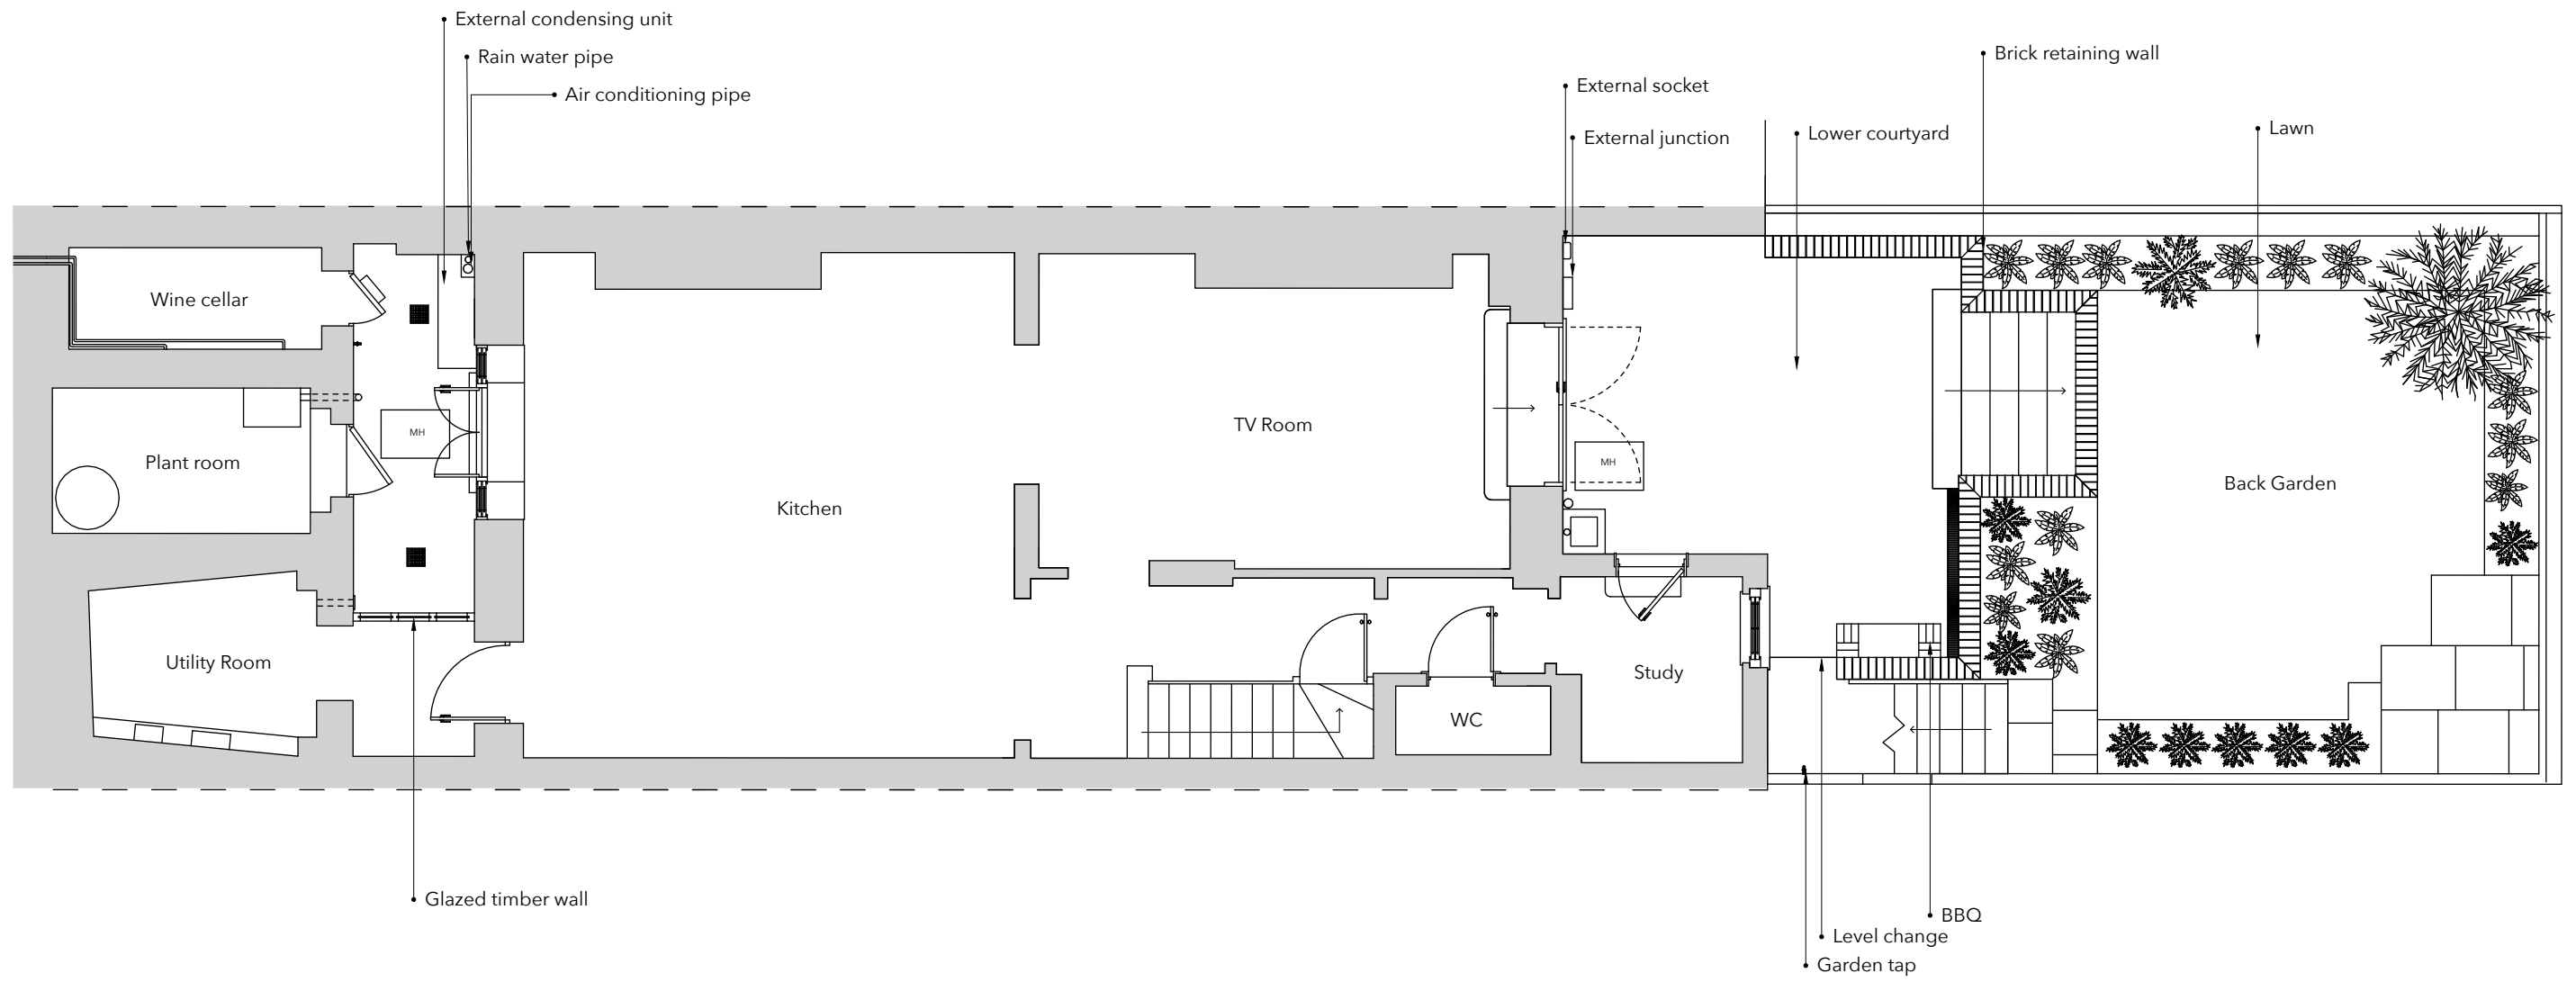 External condensing unit
Rain water pipe
Air conditioning pipe
Brick retaining wall
External socket
External junction
Lower courtyard
Lawn
Wine cellar
MH
Plant room
TV Room
MH
Kitchen
Back Garden
Utility Room
Study
WC
Glazed timber wall
BBQ
Level change
Garden tap